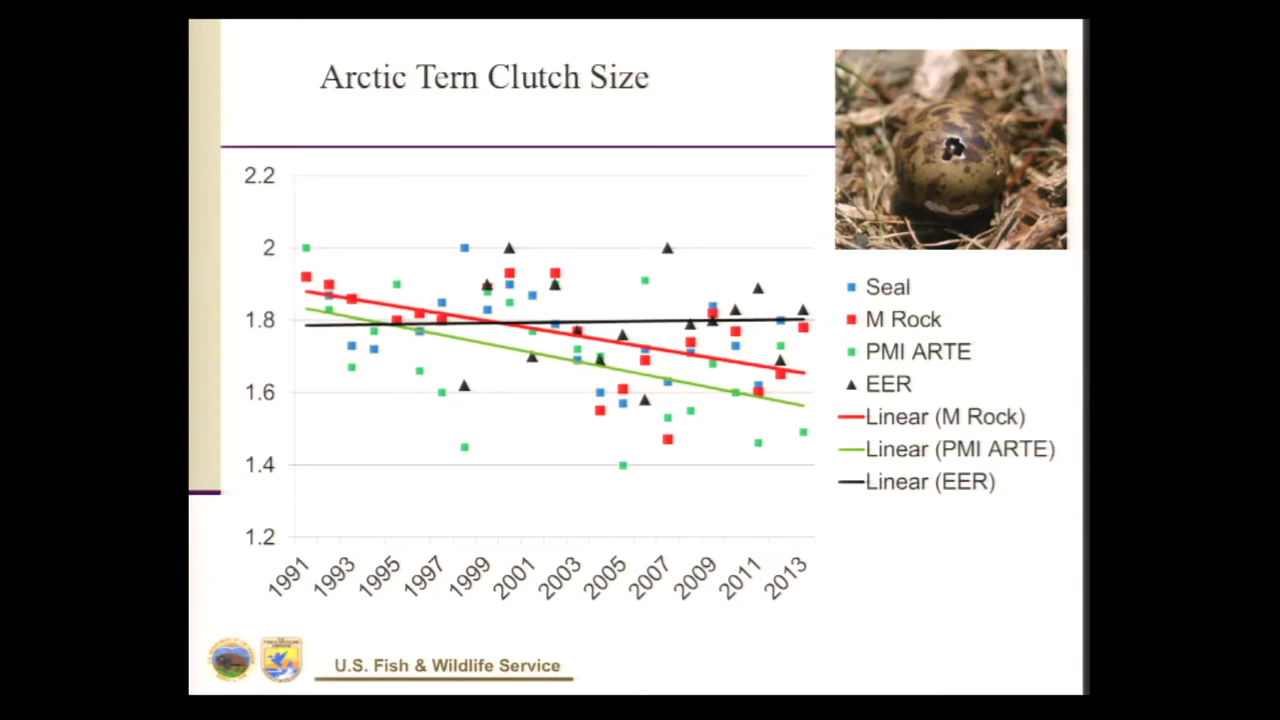 Arctic Tern Clutch Size
2.2
2
1.8
1.6
1.4
1.2
1991
1993
1995
1997
1999
2001
2003
2005
2007
2009
2011
2013
Seal
M Rock
PMI ARTE
EER
Linear (M Rock)
Linear (PMI ARTE)
Linear (EER)
U.S. Fish & Wildlife Service